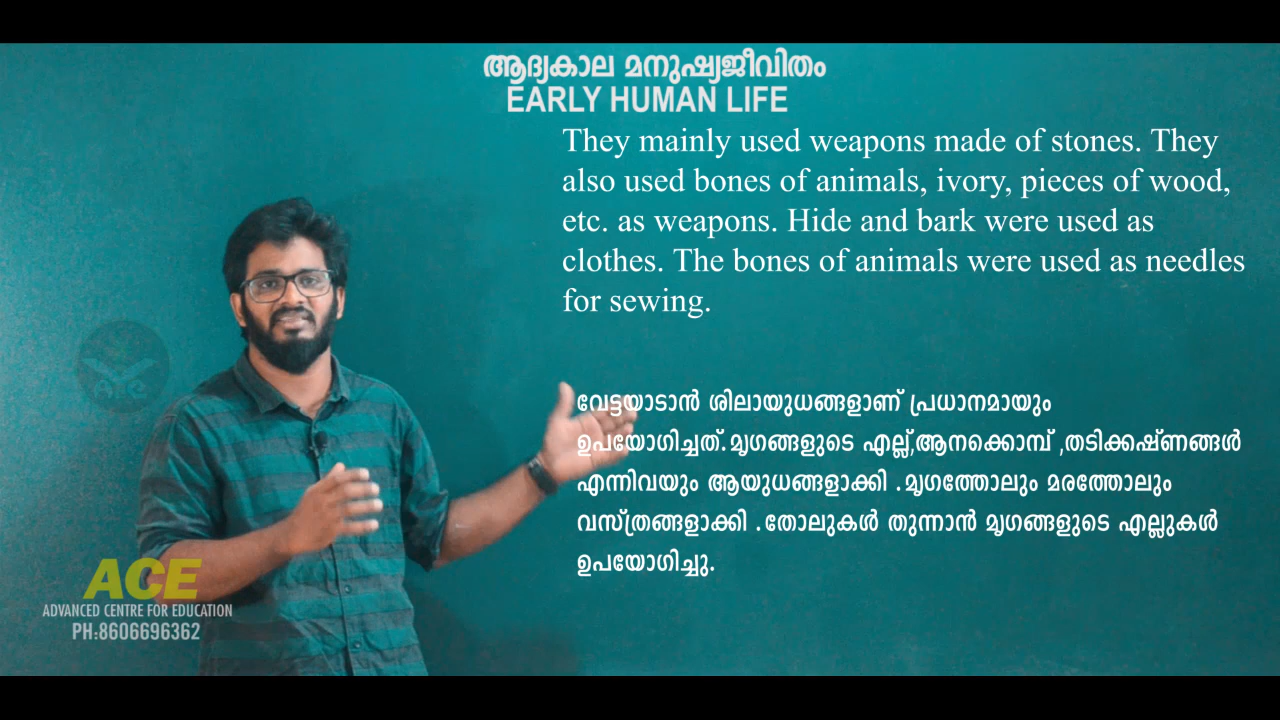 ആദ്യകാല മനുഷ്യജീവിതം
EARLY HUMAN LIFE
They mainly used weapons made of stones. They
also used bones of animals, ivory, pieces of wood,
etc. as weapons. Hide and bark were used as
clothes. The bones of animals were used as needles
for sewing.
വേട്ടയാടാൻ ശിലായുധങ്ങളാണ് പ്രധാനമായും
ഉപയോഗിച്ചത്.മൃഗങ്ങളുടെ എല്ല്,ആനക്കൊമ്പ് ,തടിക്കഷ്ണങ്ങൾ
എന്നിവയും ആയുധങ്ങളാക്കി .മൃഗത്തോലും മരത്തോലും
വസ്ത്രങ്ങളാക്കി .തോലുകൾ തുന്നാൻ മൃഗങ്ങളുടെ എല്ലുകൾ
ഉപയോഗിച്ചു.
ACE
ADVANCED CENTRE FOR EDUCATION
PH:8606696362